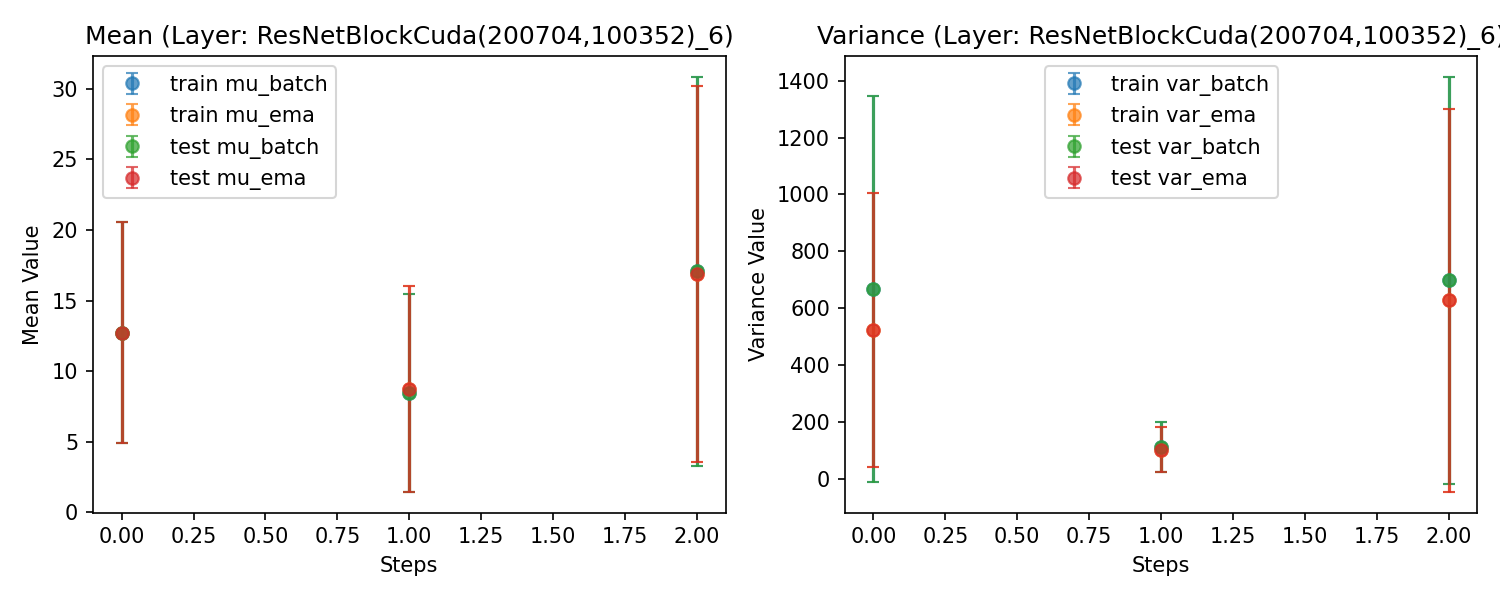 Mean (Layer: ResNetBlockCuda(200704,100352)_6)
train mu_batch
train mu_ema
test mu_batch
test mu_ema
30
25
20
15
10
5
0
Mean Value
0.00 0.25 0.50 0.75 1.00 1.25 1.50 1.75 2.00
Steps
Variance (Layer: ResNetBlockCuda(200704,100352)_6)
train var_batch
train var_ema
test var_batch
test var_ema
1400
1200
1000
800
600
400
200
0
Variance Value
0.00 0.25 0.50 0.75 1.00 1.25 1.50 1.75 2.00
Steps